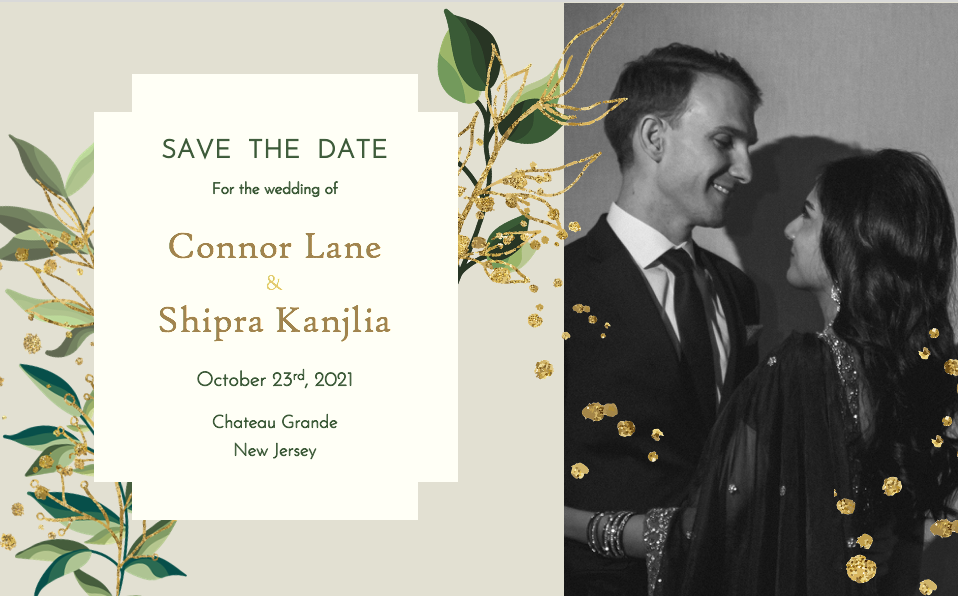 SAVE THE DATE
For the wedding of
Connor Lane
&
Shipra Kanjlia
October 23rd, 2021
Chateau Grande
New Jersey